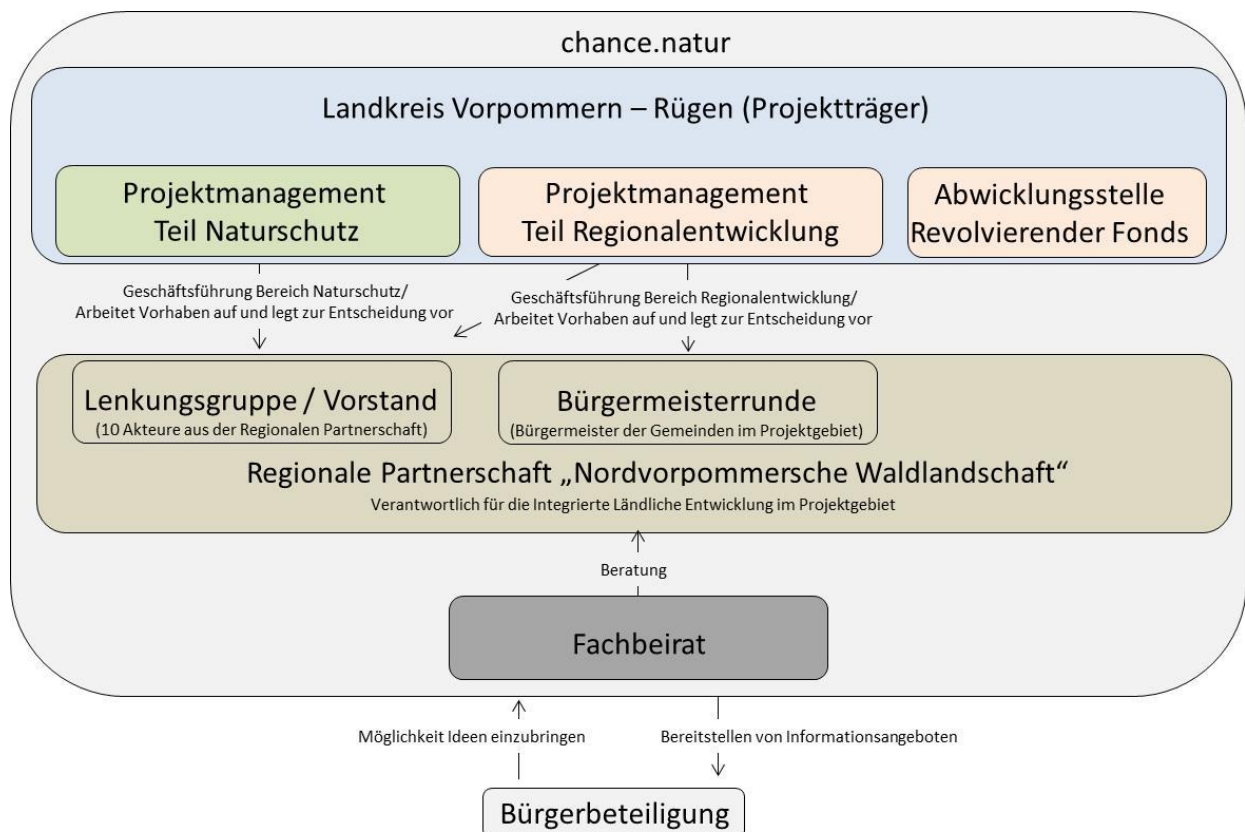 chance.natur
Landkreis Vorpommern – Rügen (Projektträger)
Projektmanagement
Teil Naturschutz
Projektmanagement
Teil Regionalentwicklung
Abwicklungsstelle
Revolvierender Fonds
Geschäftsführung Bereich Naturschutz/
Arbeitet Vorhaben auf und legt zur Entscheidung vor
Geschäftsführung Bereich Regionalentwicklung/
Arbeitet Vorhaben auf und legt zur Entscheidung vor
Lenkungsgruppe / Vorstand
(10 Akteure aus der Regionalen Partnerschaft)
Bürgermeisterrunde
(Bürgermeister der Gemeinden im Projektgebiet)
Regionale Partnerschaft „Nordvorpommersche Waldlandschaft“
Verantwortlich für die Integrierte Ländliche Entwicklung im Projektgebiet
Beratung
Fachbeirat
Möglichkeit Ideen einzubringen
Bereitstellen von Informationsangeboten
Bürgerbeteiligung